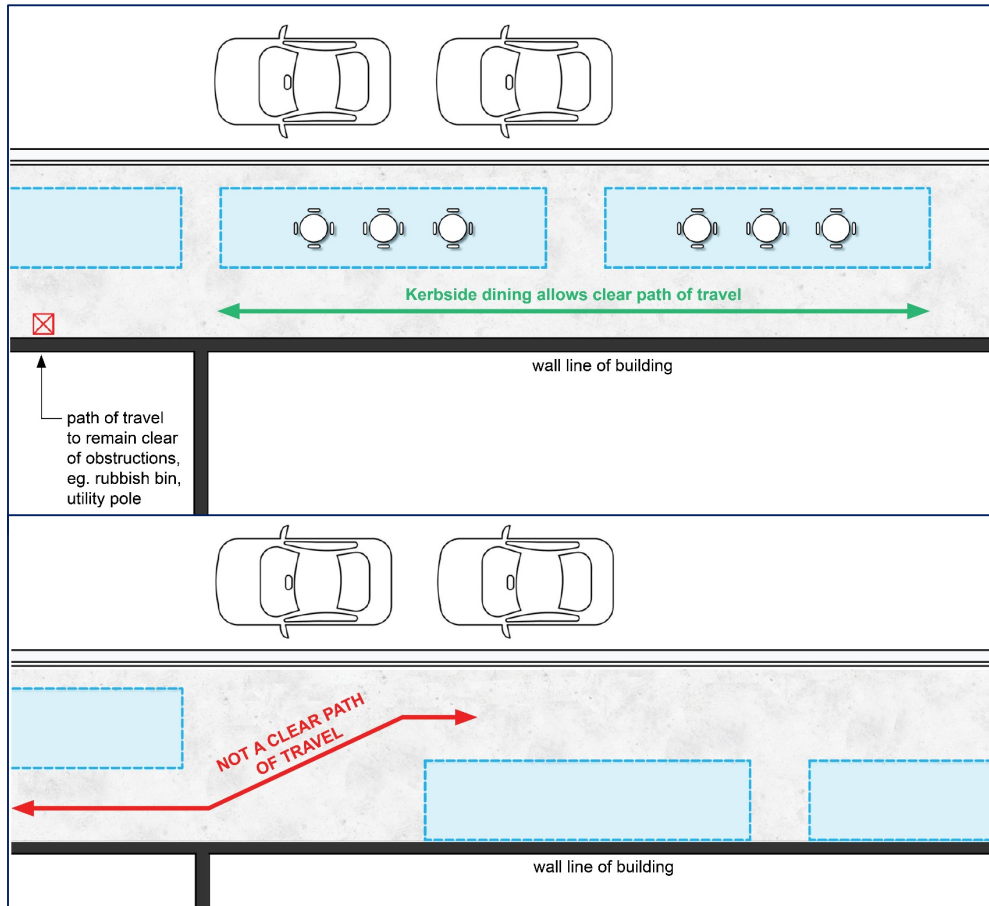 Kerbside dining allows clear path of travel
wall line of building
path of travel
to remain clear
of obstructions,
eg. rubbish bin,
utility pole
NOT A CLEAR PATH
OF TRAVEL
wall line of building